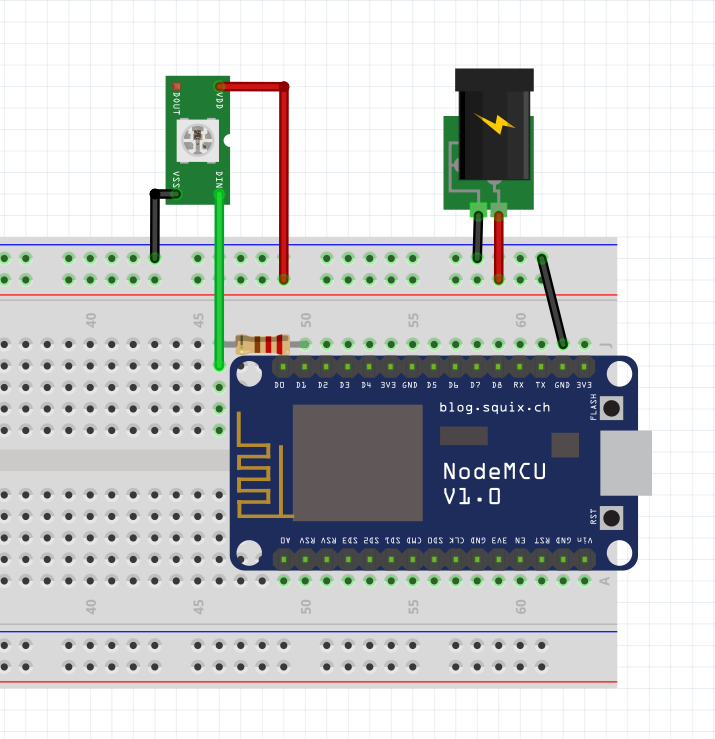 DOUT VDD
VSS DIN
40 45 50 55 60
J
D0 D1 D2 D3 D4 3V3 GND D5 D6 D7 D8 RX TX GND 3V3
blog.squix.ch
FLASH
NodeMCU
V1.0
RST
A0 RSV RSV SD3 SD2 SD1 CMD SD0 CLK GND 3V3 EN RST GND Vin
A
40 45 50 55 60